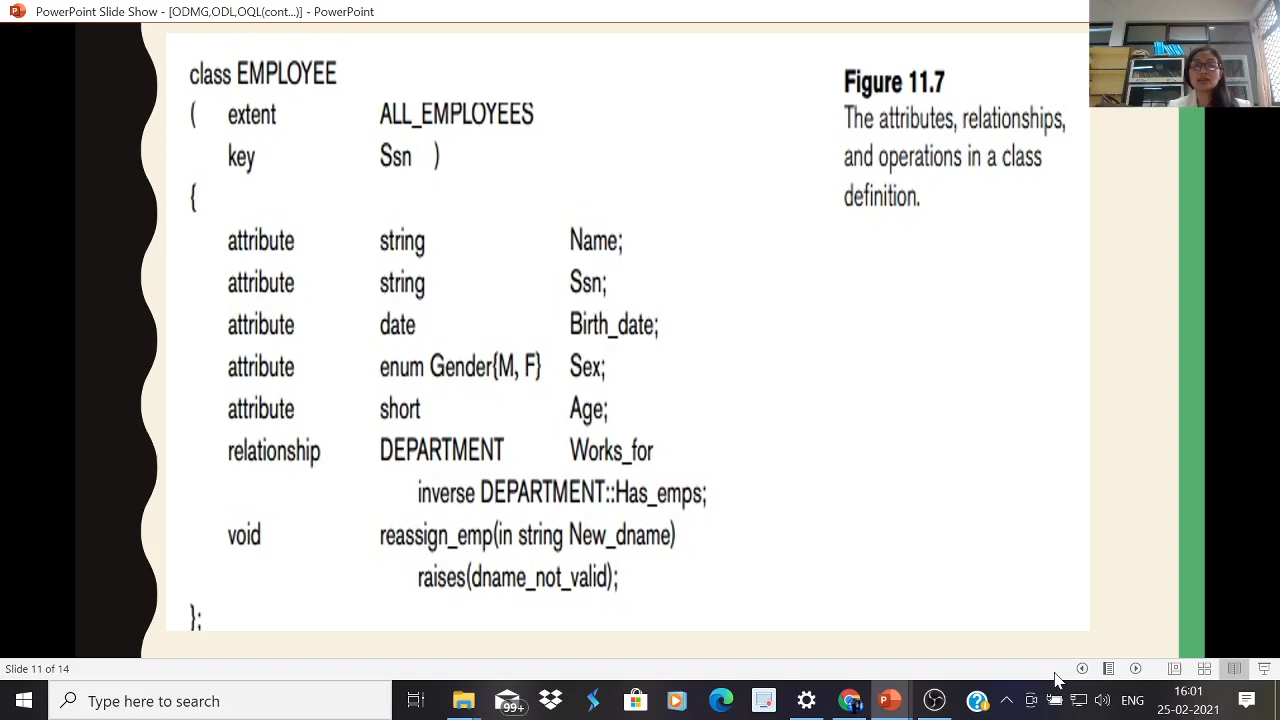 PowerPoint Slide Show - [ODMG,ODL,OQL(cont...)] - PowerPoint
class EMPLOYEE
( extent ALL_EMPLOYEES
key Ssn )
{
attribute string Name;
attribute string Ssn;
attribute date Birth_date;
attribute enum Gender{M, F} Sex;
attribute short Age;
relationship DEPARTMENT Works_for
inverse DEPARTMENT::Has_emps;
void reassign_emp(in string New_dname)
raises(dname_not_valid);
};
Figure 11.7
The attributes, relationships,
and operations in a class
definition.
Slide 11 of 14
Type here to search
99+
ENG
16:01
25-02-2021